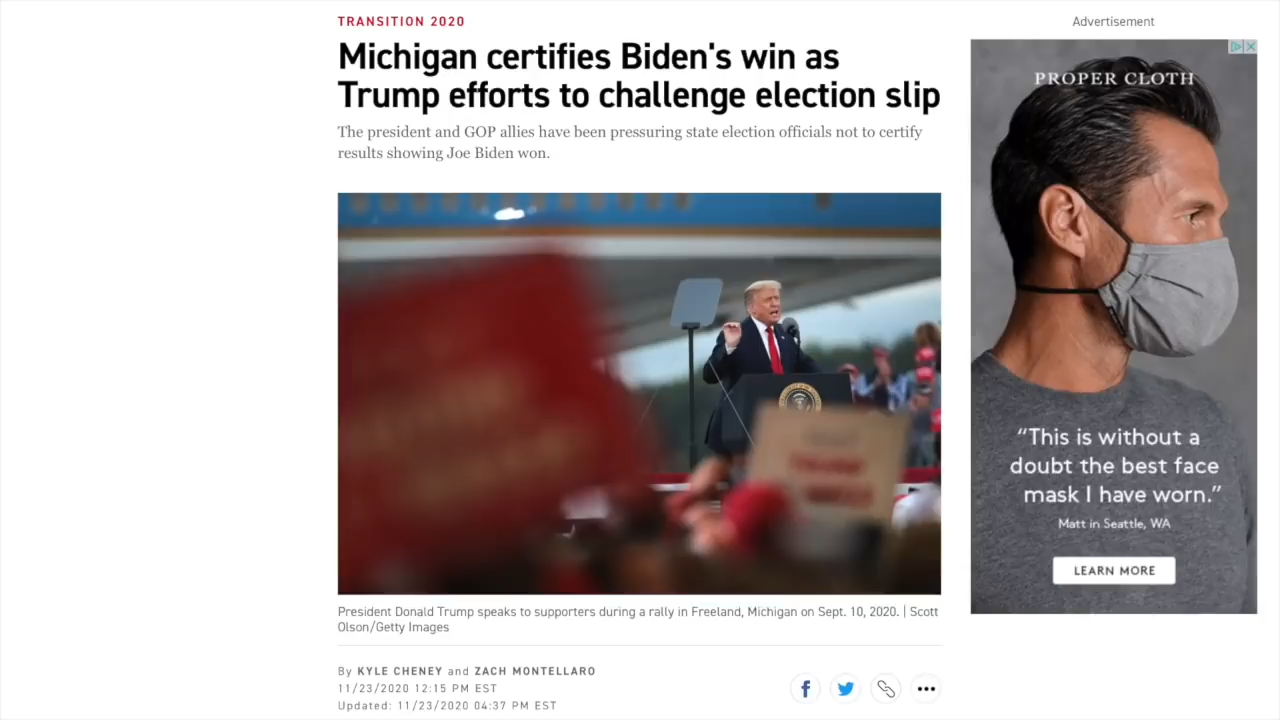 TRANSITION 2020
Michigan certifies Biden's win as
Trump efforts to challenge election slip
The president and GOP allies have been pressuring state election officials not to certify
results showing Joe Biden won.
President Donald Trump speaks to supporters during a rally in Freeland, Michigan on Sept. 10, 2020. | Scott
Olson/Getty Images
By KYLE CHENEY and ZACH MONTELLARO
11/23/2020 12:15 PM EST
Updated: 11/23/2020 04:37 PM EST
Advertisement
PROPER CLOTH
“This is without a
doubt the best face
mask I have worn.”
Matt in Seattle, WA
LEARN MORE